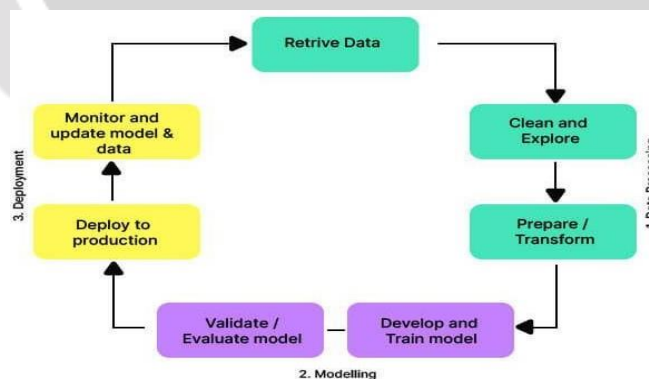 Retrive Data
Clean and
Explore
Prepare /
Transform
Develop and
Train model
Validate /
Evaluate model
2. Modelling
Deploy to
production
Monitor and
update model &
data
3. Deployment